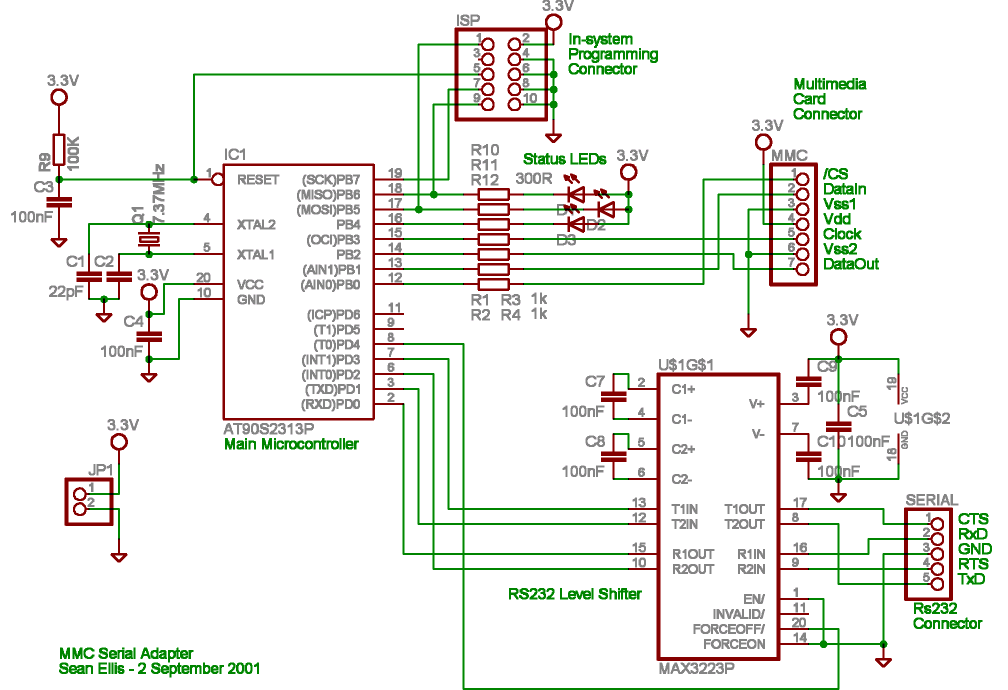 3.3V
ISP
1 2
3 4
5 6
7 8
9 10
In-system
Programming
Connector
Multimedia
Card
Connector
3.3V
R9
100K
C3
100nF
Q1
7.37MHz
C1 C2
22pF
3.3V
C4
100nF
IC1
1 RESET
4 XTAL2
5 XTAL1
20 VCC
10 GND
(SCK)PB7 19
(MISO)PB6 18
(MOSI)PB5 17
PB4 16
(OCI)PB3 15
PB2 14
(AIN1)PB1 13
(AIN0)PB0 12
(ICP)PD6 11
(T1)PD5 9
(T0)PD4 8
(INT1)PD3 7
(INT0)PD2 6
(TXD)PD1 3
(RXD)PD0 2
AT90S2313P
Main Microcontroller
R10
R11
R12
300R
Status LEDs
3.3V
D2
D3
R1 R3 1k
R2 R4 1k
3.3V
MMC
1 /CS
2 DataIn
3 Vss1
4 Vdd
5 Clock
6 Vss2
7 DataOut
3.3V
JP1
1
2
U$1G$1
C7
100nF
C8
100nF
2 C1+
4 C1-
5 C2+
6 C2-
13 T1IN
12 T2IN
15 R1OUT
10 R2OUT
V+ 3
V- 7
T1OUT 17
T2OUT 8
R1IN 16
R2IN 9
EN/ 1
INVALID/ 11
FORCEOFF/ 20
FORCEON 14
MAX3223P
RS232 Level Shifter
3.3V
C9
100nF
C5
100nF
C10
100nF
19 VCC
U$1G$2
18 GND
SERIAL
1 CTS
2 RxD
3 GND
4 RTS
5 TxD
Rs232
Connector
MMC Serial Adapter
Sean Ellis - 2 September 2001